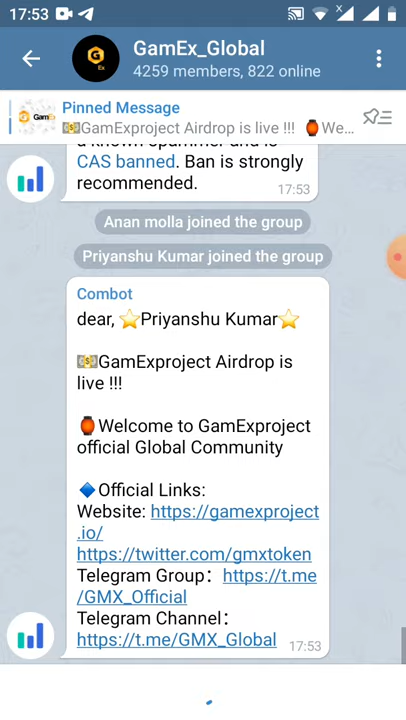 17:53
GamEx_Global
4259 members, 822 online
Pinned Message
💵GamExproject Airdrop is live !!! 🏮We...
CAS banned. Ban is strongly
recommended.
17:53
Anan molla joined the group
Priyanshu Kumar joined the group
Combot
dear, ⭐Priyanshu Kumar⭐
💵GamExproject Airdrop is
live !!!
🏮Welcome to GamExproject
official Global Community
🔷Official Links:
Website: https://gamexproject
.io/
https://twitter.com/gmxtoken
Telegram Group：https://t.me
/GMX_Official
Telegram Channel：
https://t.me/GMX_Global
17:53